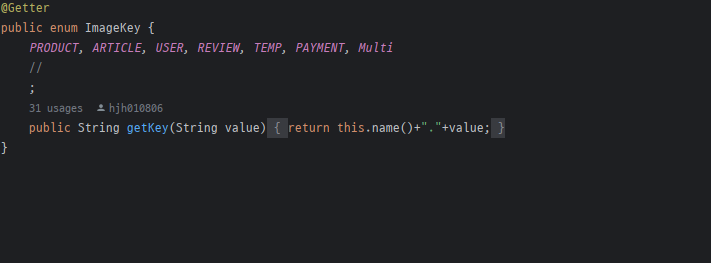 @Getter
public enum ImageKey {
PRODUCT, ARTICLE, USER, REVIEW, TEMP, PAYMENT, Multi
//
;
31 usages hjh010806
public String getKey(String value) { return this.name()+"."+value; }
}